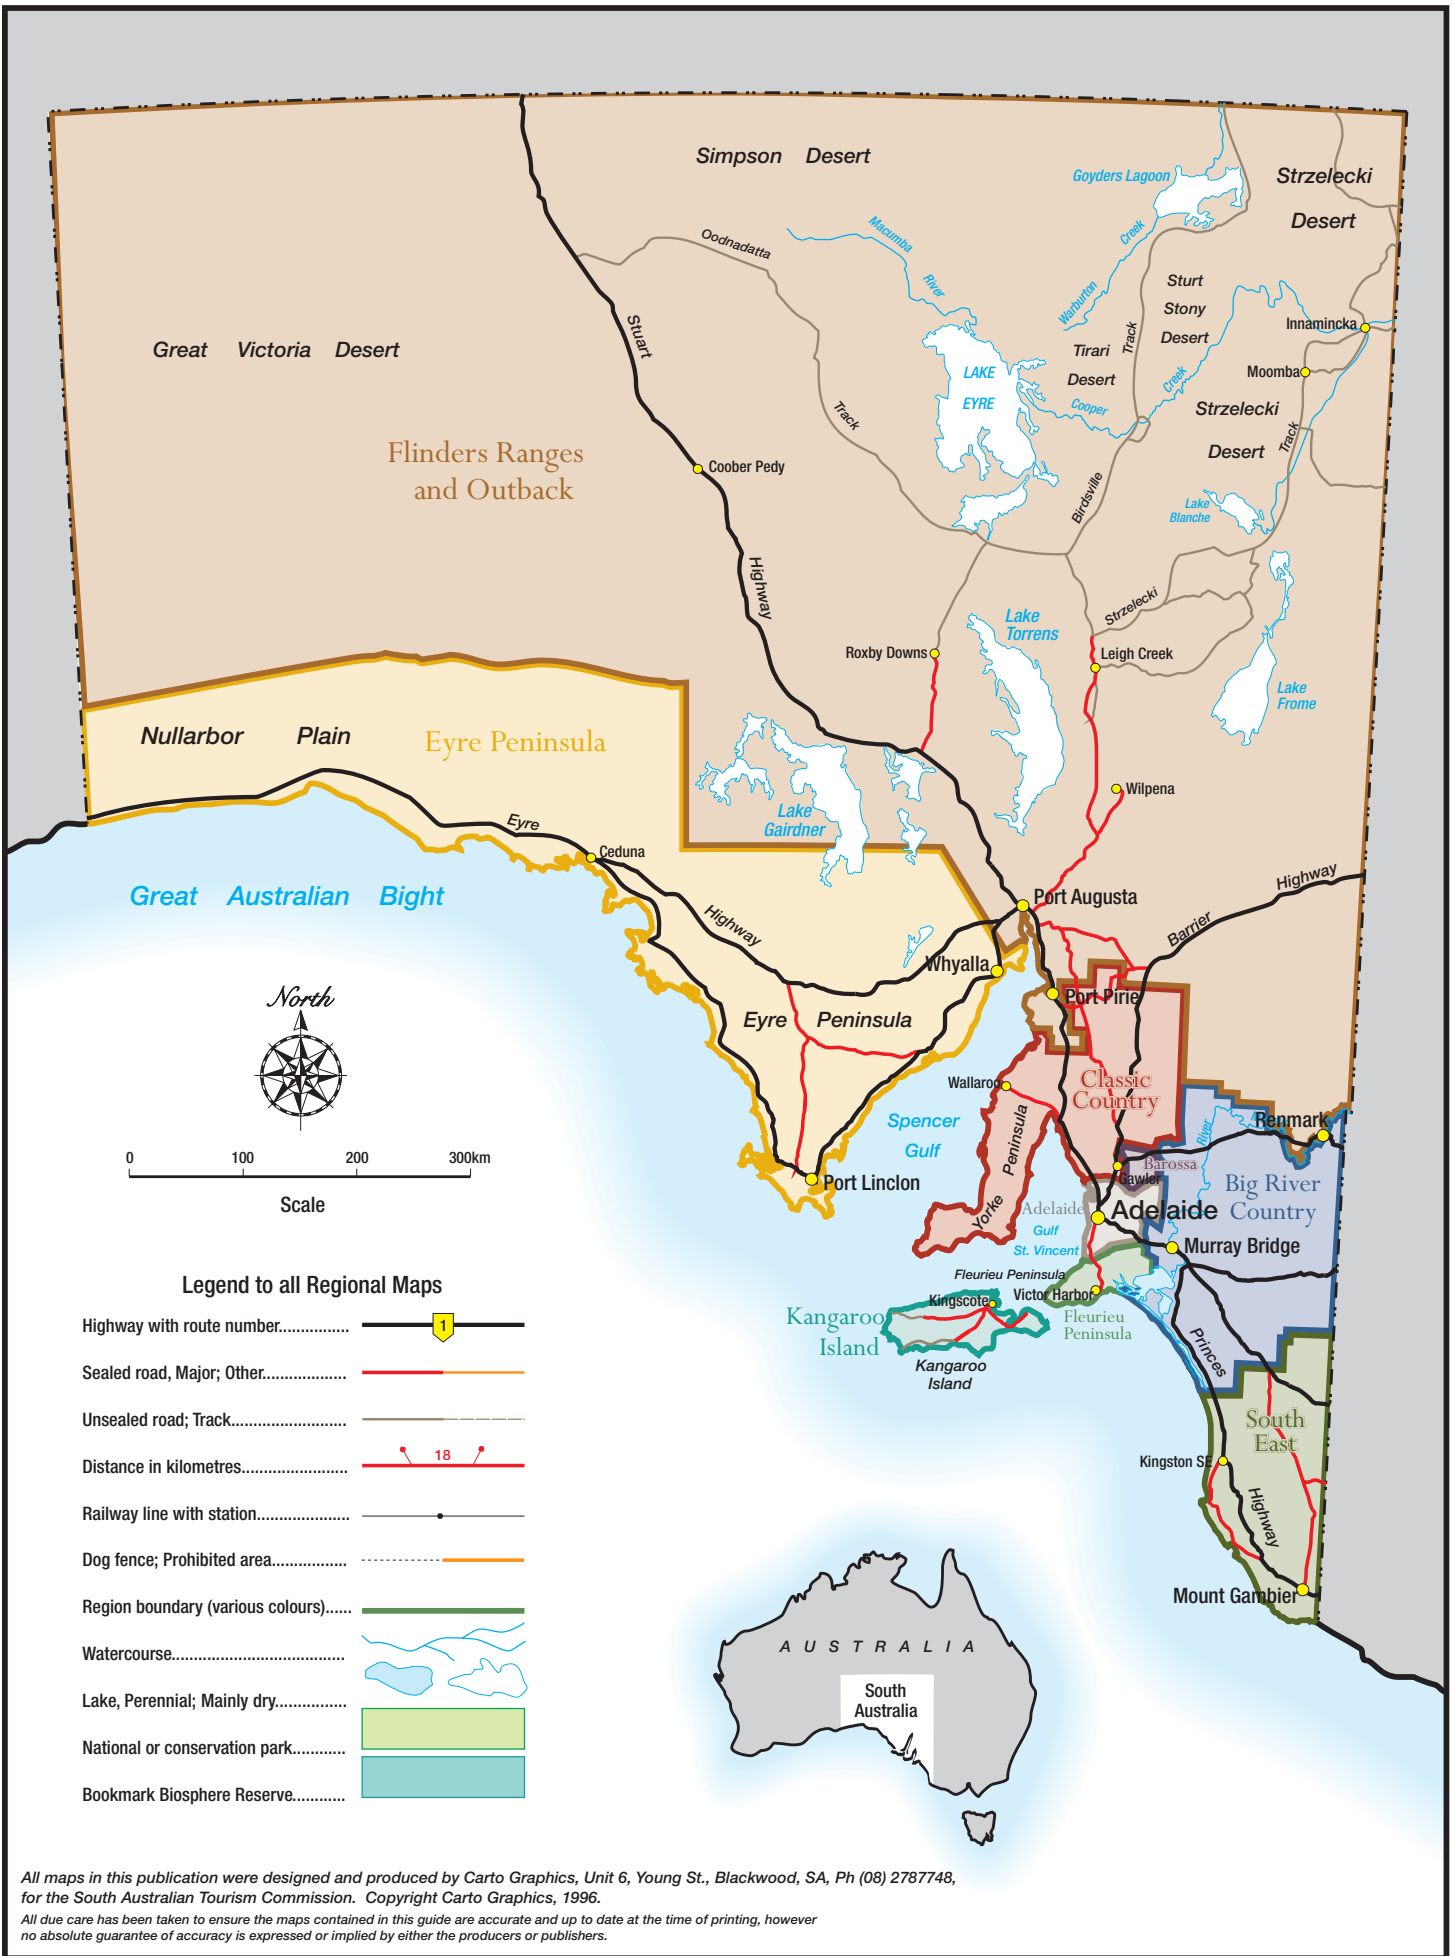 Simpson Desert
Goyders Lagoon
Strzelecki
Desert
Macumba
River
Oodnadatta
Track
Warburton
Creek
Sturt
Stony
Desert
Track
Tirari
Desert
Innamincka
Moomba
Great Victoria Desert
Stuart
LAKE
EYRE
Cooper
Creek
Strzelecki
Desert
Track
Flinders Ranges
and Outback
Coober Pedy
Birdsville
Lake
Blanche
Highway
Strzelecki
Lake
Torrens
Roxby Downs
Leigh Creek
Lake
Frome
Nullarbor Plain
Eyre Peninsula
Wilpena
Lake
Gairdner
Eyre
Ceduna
Great Australian Bight
Highway
Port Augusta
Barrier
Highway
Whyalla
Port Pirie
North
Eyre Peninsula
Wallaroo
Classic
Country
Spencer
Gulf
Peninsula
Yorke
River
Renmark
Barossa
Gawler
Big River
Country
0 100 200 300km
Scale
Port Linclon
Adelaide
Adelaide
Gulf
St. Vincent
Murray Bridge
Fleurieu Peninsula
Victor Harbor
Kingscote
Kangaroo
Island
Fleurieu
Peninsula
Kangaroo
Island
Princes
South
East
Kingston SE
Highway
Mount Gambier
Legend to all Regional Maps
Highway with route number................ 1
Sealed road, Major; Other....................
Unsealed road; Track...........................
Distance in kilometres......................... 18
Railway line with station......................
Dog fence; Prohibited area.................
Region boundary (various colours)......
Watercourse.........................................
Lake, Perennial; Mainly dry.................
National or conservation park............
Bookmark Biosphere Reserve............
AUSTRALIA
South
Australia
All maps in this publication were designed and produced by Carto Graphics, Unit 6, Young St., Blackwood, SA, Ph (08) 2787748,
for the South Australian Tourism Commission. Copyright Carto Graphics, 1996.
All due care has been taken to ensure the maps contained in this guide are accurate and up to date at the time of printing, however
no absolute guarantee of accuracy is expressed or implied by either the producers or publishers.